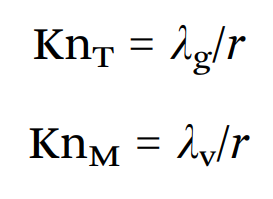 Kn_T = λ_g/r
Kn_M = λ_v/r